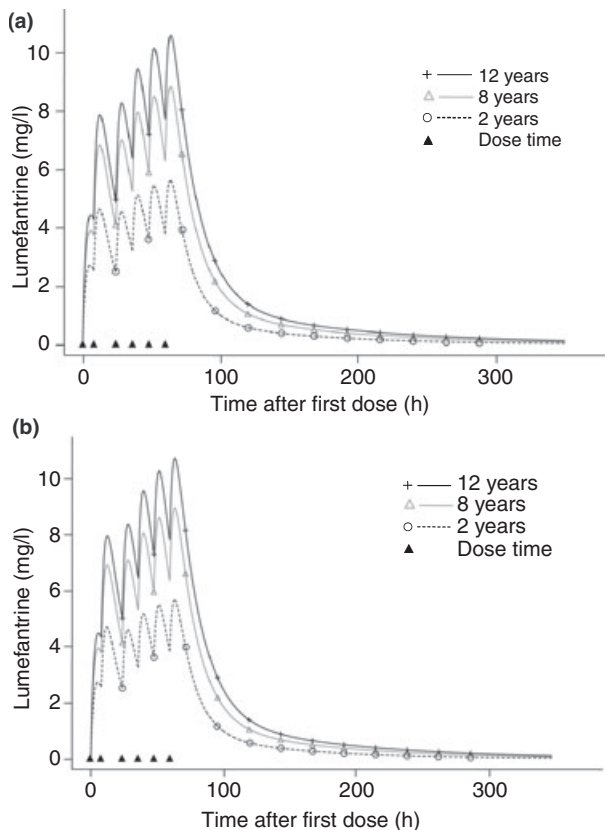 (a)
10
8
6
4
2
0
Lumefantrine (mg/l)
12 years
8 years
2 years
Dose time
0 100 200 300
Time after first dose (h)
(b)
10
8
6
4
2
0
Lumefantrine (mg/l)
12 years
8 years
2 years
Dose time
0 100 200 300
Time after first dose (h)